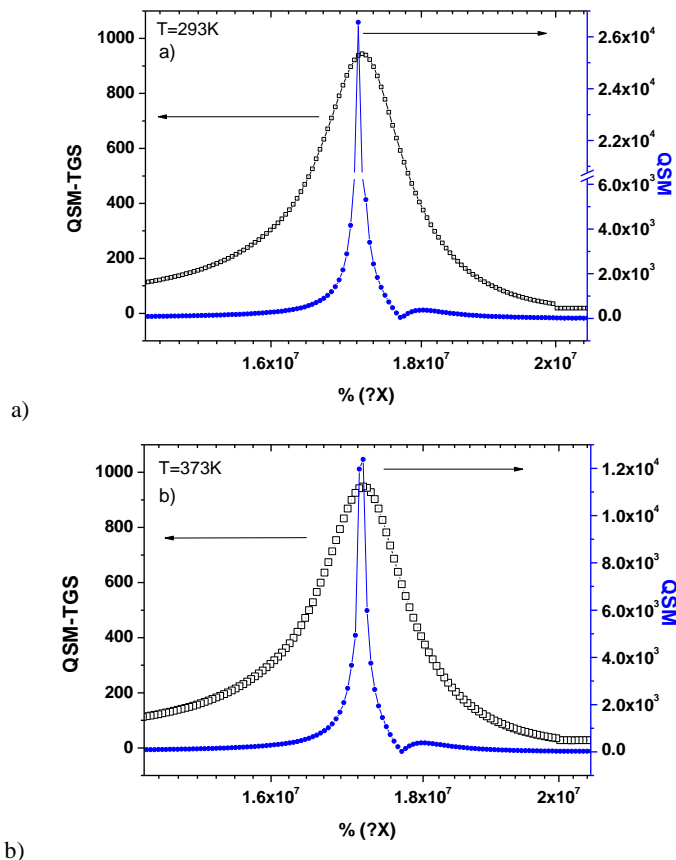 T=293K
a)
1000
800
600
400
200
0
QSM-TGS
2.6x10⁴
2.4x10⁴
2.2x10⁴
6.0x10³
4.0x10³
2.0x10³
0.0
QSM
1.6x10⁷
1.8x10⁷
2x10⁷
% (?X)
a)
T=373K
b)
1000
800
600
400
200
0
QSM-TGS
1.2x10⁴
1.0x10⁴
8.0x10³
6.0x10³
4.0x10³
2.0x10³
0.0
QSM
1.6x10⁷
1.8x10⁷
2x10⁷
% (?X)
b)